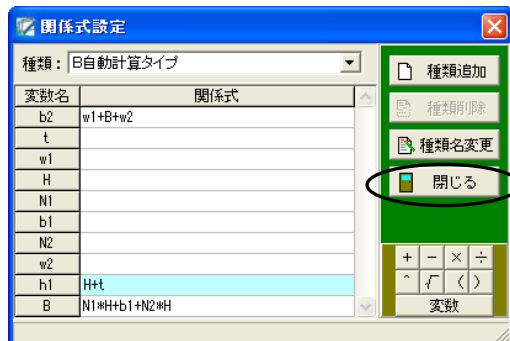 関係式設定
種類： B自動計算タイプ
変数名 関係式
b2 w1+B+w2
t
w1
H
N1
b1
N2
w2
h1 H+t
B N1*H+b1+N2*H
種類追加
種類削除
種類名変更
閉じる
+ - × ÷
^ √ ( )
変数